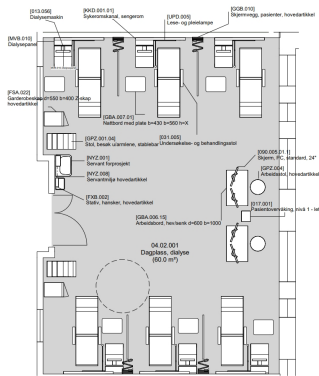 [013.056]
Dialysemaskin
[KKD.001.01]
Sykeromskanal, sengerom
[UPD.005]
Lese- og pleielampe
[GGB.010]
Skjermvegg, pasienter, hovedartikkel
[MVB.010]
Dialysepanel
[FSA.022]
Garderobeskap d=550 b=400 Z-skap
hovedartikkel
[GBA.007.01]
Nattbord med plate b=430 b=560 h=X
[GPZ.001.04]
Stol, besøk u/armlene, stablebar
[031.005]
Undersøkelse- og behandlingsstol
[NYZ.001]
Servant forprosjekt
[NYZ.009]
Servantmiljø hovedartikkel
[FXB.002]
Stativ, hansker, hovedartikkel
[090.005.01.1]
Skjerm, PC, standard, 24"
[GPZ.004]
Arbeidsstol, hovedartikkel
[017.001]
Pasientovervåking, nivå 1 - let
[GBA.006.15]
Arbeidsbord, hev/senk d=600 b=1000
04.02.001
Dagplass, dialyse
(60.0 m²)